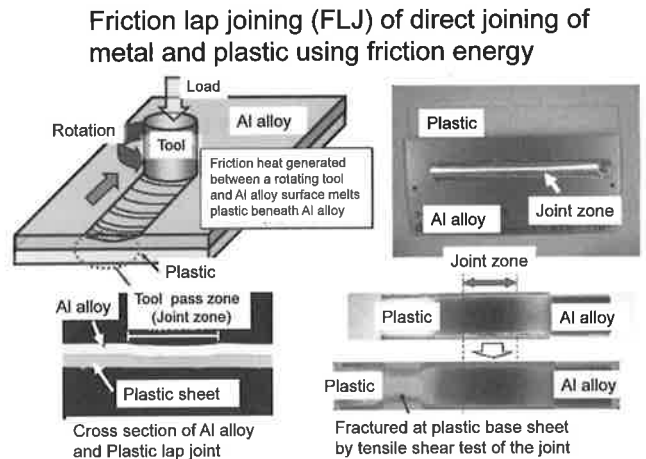 Friction lap joining (FLJ) of direct joining of
metal and plastic using friction energy
Load
Rotation
Tool
Al alloy
Friction heat generated
between a rotating tool
and Al alloy surface melts
plastic beneath Al alloy
Plastic
Plastic
Al alloy
Joint zone
Al alloy
Tool pass zone
(Joint zone)
Plastic sheet
Cross section of Al alloy
and Plastic lap joint
Joint zone
Plastic
Al alloy
Plastic
Al alloy
Fractured at plastic base sheet
by tensile shear test of the joint